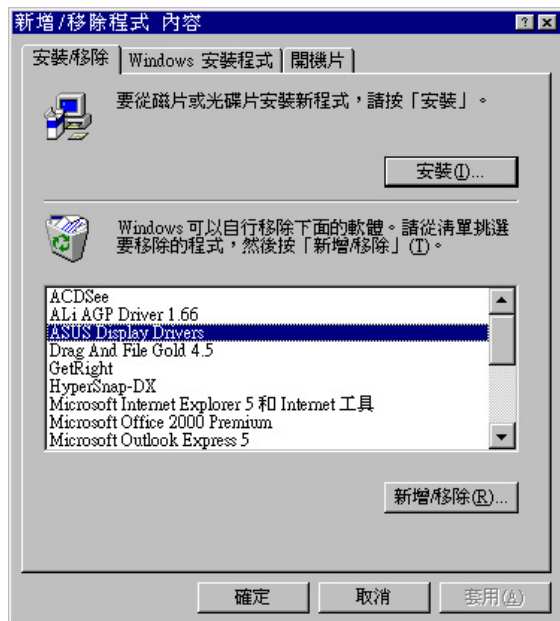 新增/移除程式 內容
安裝/移除
Windows 安裝程式
開機片
要從磁片或光碟片安裝新程式，請按「安裝」。
安裝(I)...
Windows 可以自行移除下面的軟體。請從清單挑選
要移除的程式，然後按「新增/移除」(T)。
ACDSee
ALi AGP Driver 1.66
ASUS Display Drivers
Drag And File Gold 4.5
GetRight
HyperSnap-DX
Microsoft Internet Explorer 5 和 Internet 工具
Microsoft Office 2000 Premium
Microsoft Outlook Express 5
新增/移除(R)...
確定
取消
套用(A)